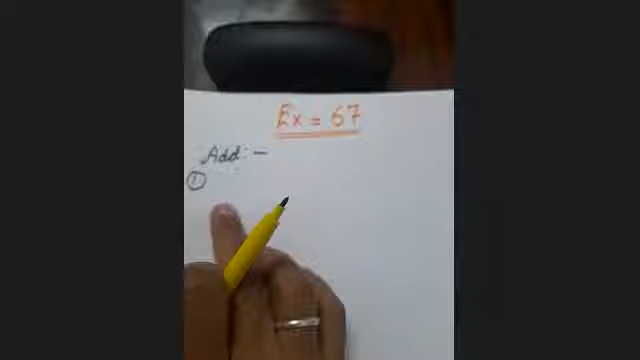 Ex = 67
Add:-
①